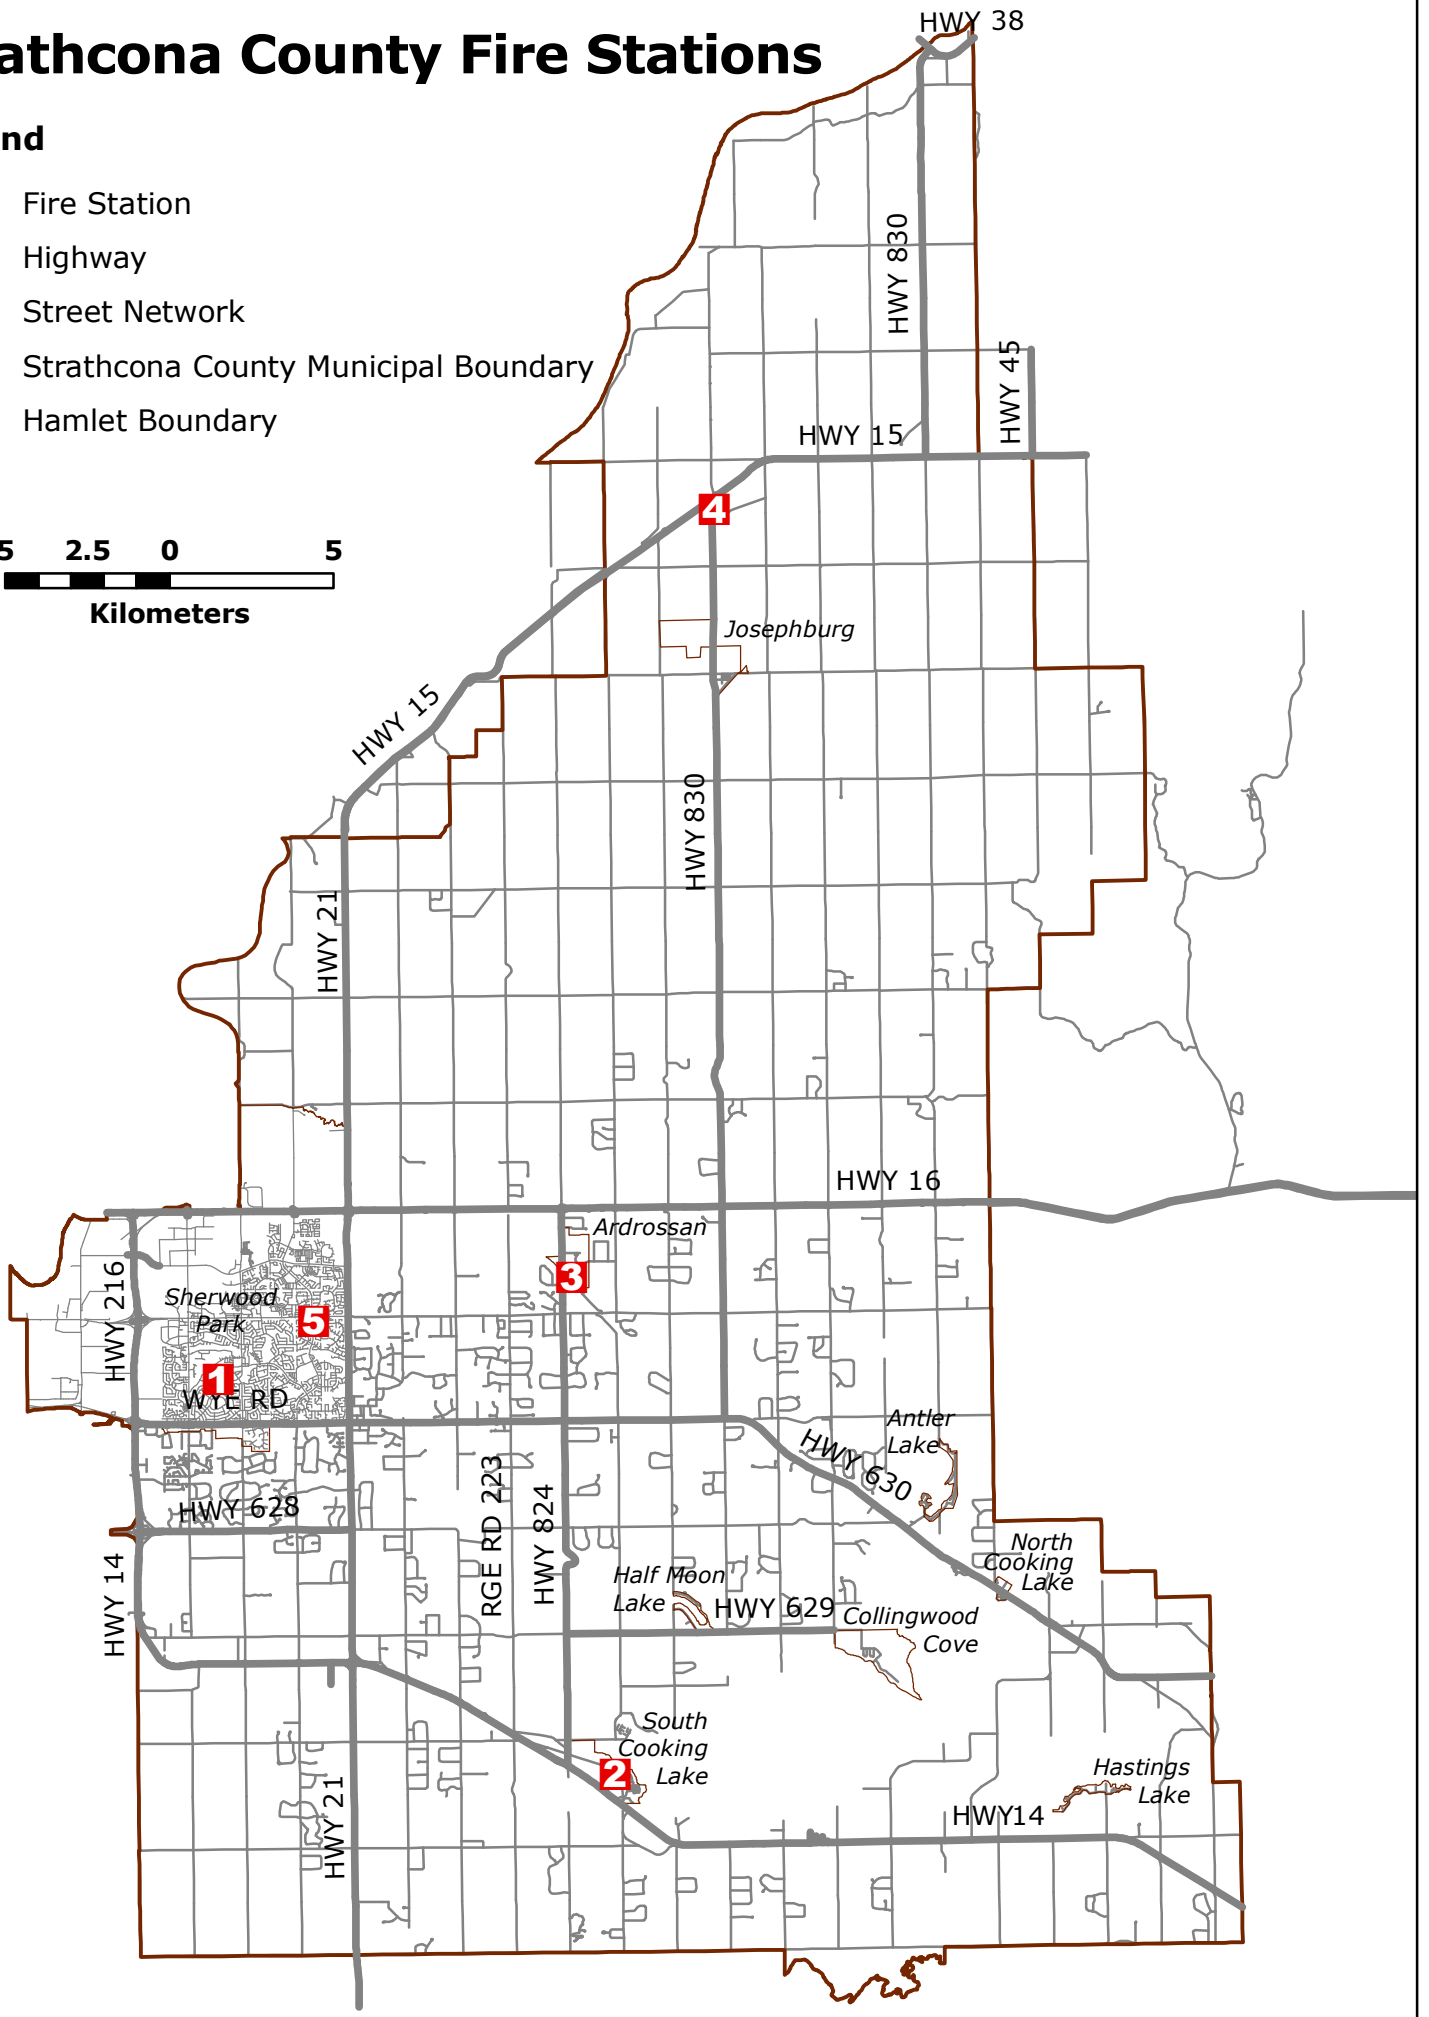 HWY 38
athcona County Fire Stations
nd
Fire Station
Highway
HWY 830
Street Network
Strathcona County Municipal Boundary
HWY 45
Hamlet Boundary
HWY 15
4
5 2.5 0 5
Kilometers
Josephburg
HWY 15
HWY 830
HWY 21
HWY 16
Ardrossan
3
HWY 216
Sherwood
Park
5
1
WYE RD
Antler
Lake
HWY 630
RGE RD 223
HWY 824
HWY 628
North
Cooking
Lake
HWY 14
Half Moon
Lake
HWY 629
Collingwood
Cove
South
Cooking
Lake
2
Hastings
Lake
HWY14
HWY 21